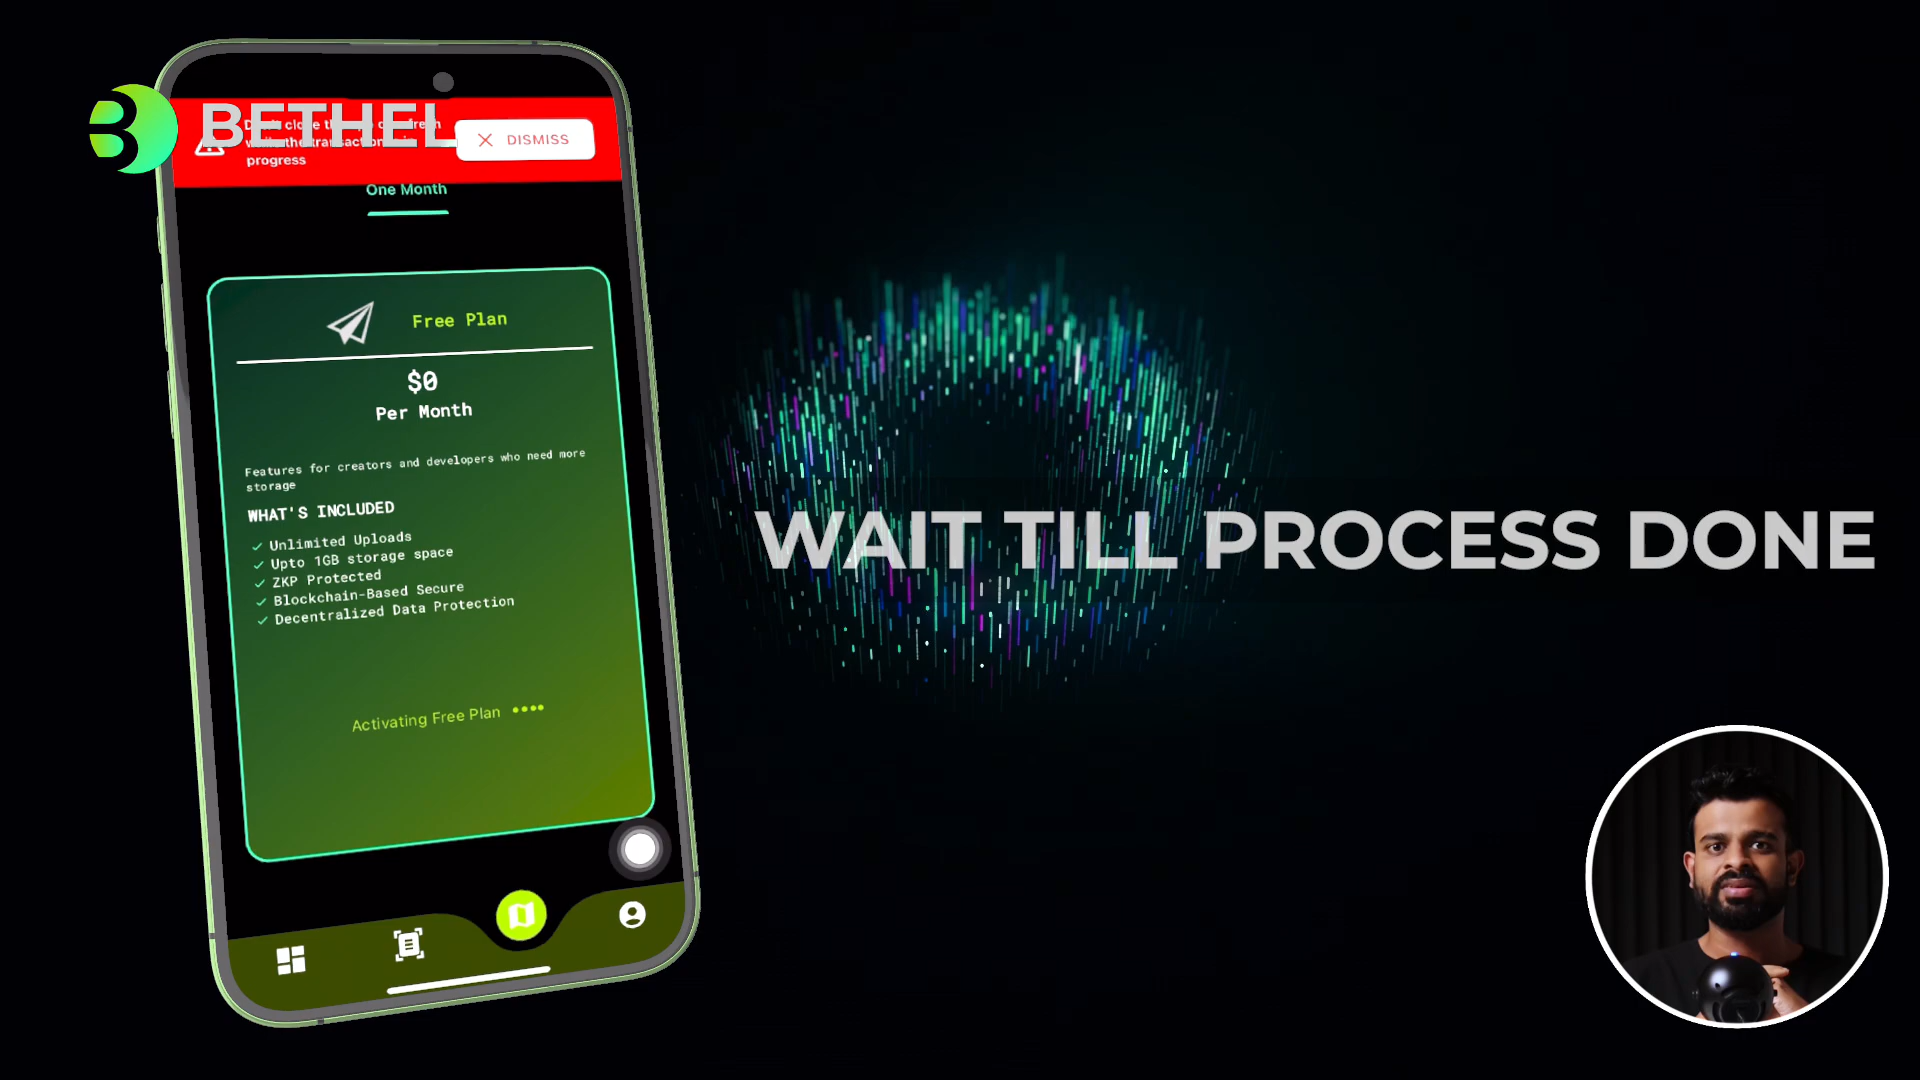 BETHEL
progress
DISMISS
One Month
Free Plan
$0
Per Month
Features for creators and developers who need more
storage
WHAT'S INCLUDED
Unlimited Uploads
Upto 1GB storage space
ZKP Protected
Blockchain-Based Secure
Decentralized Data Protection
Activating Free Plan
WAIT TILL PROCESS DONE